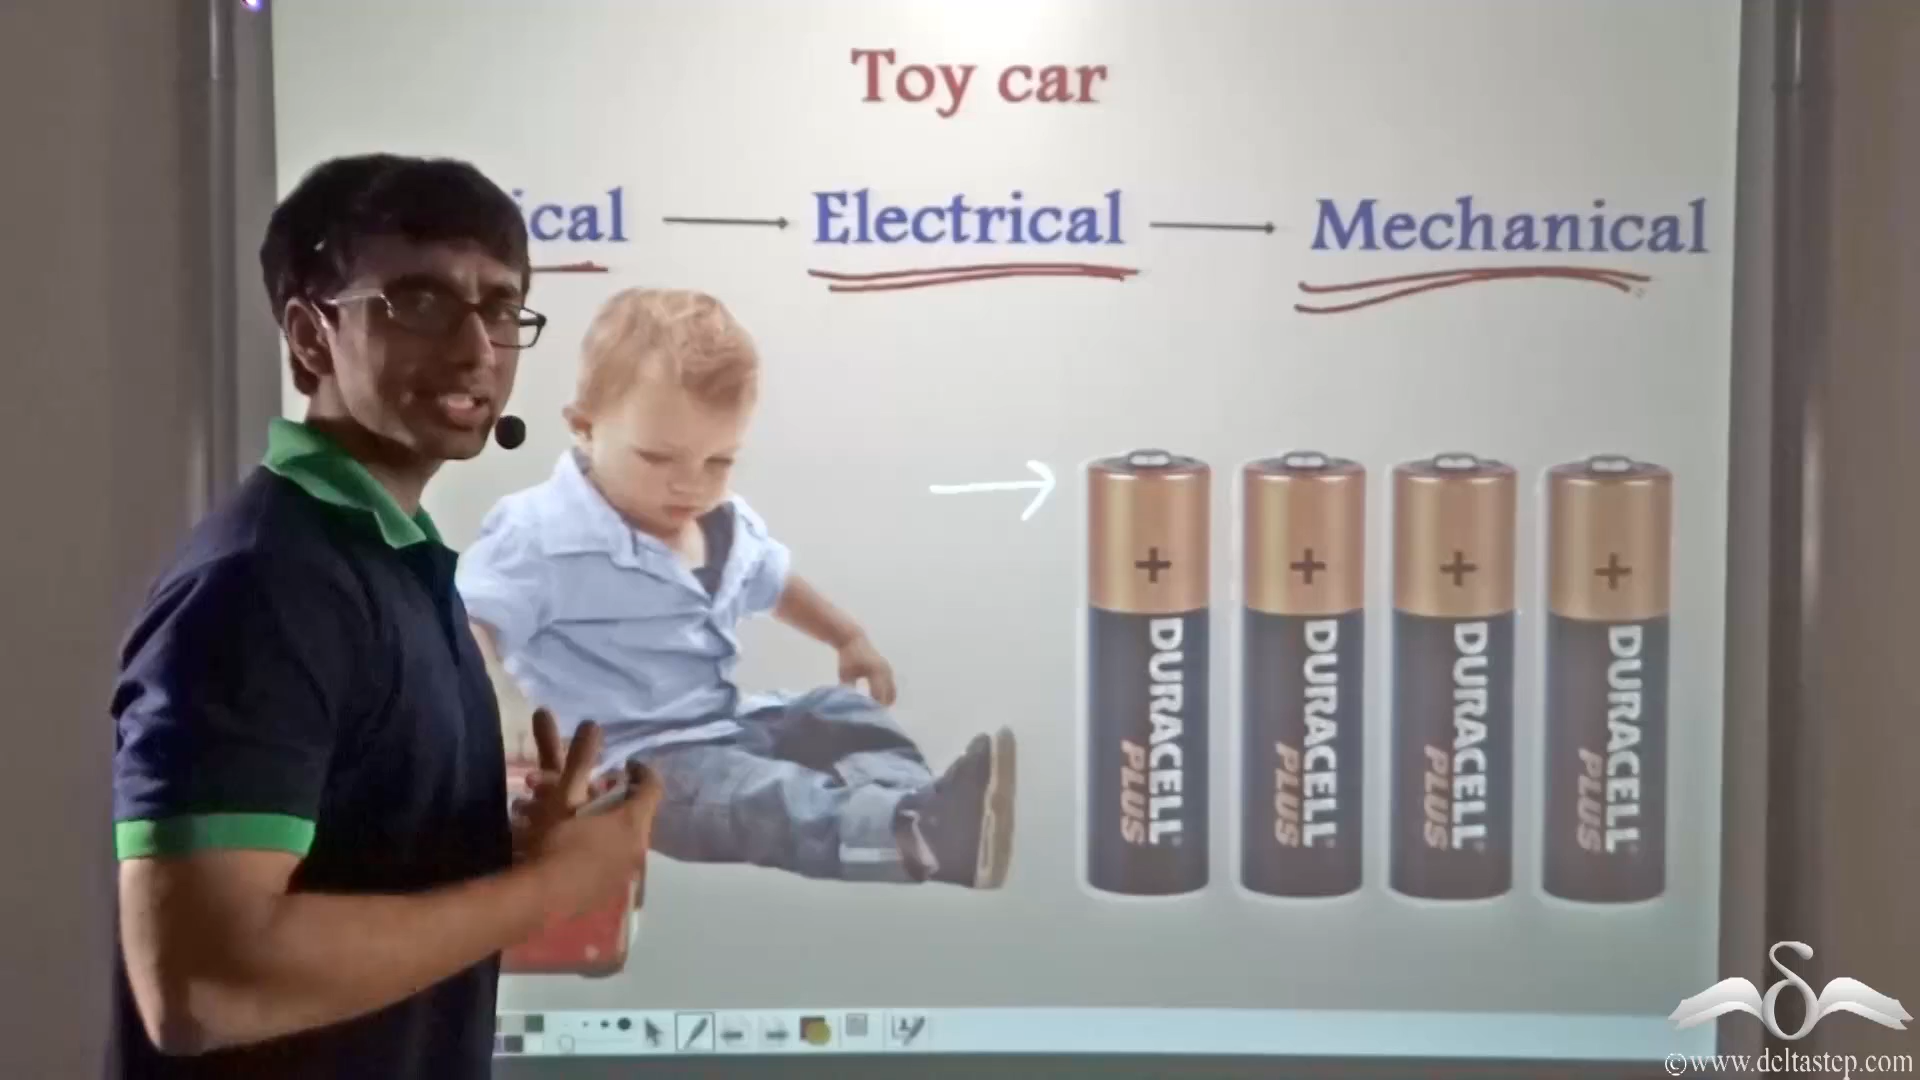 Toy car
ical → Electrical → Mechanical
+ + + +
DURACELL PLUS
DURACELL PLUS
DURACELL PLUS
DURACELL PLUS
©www.deltastep.com